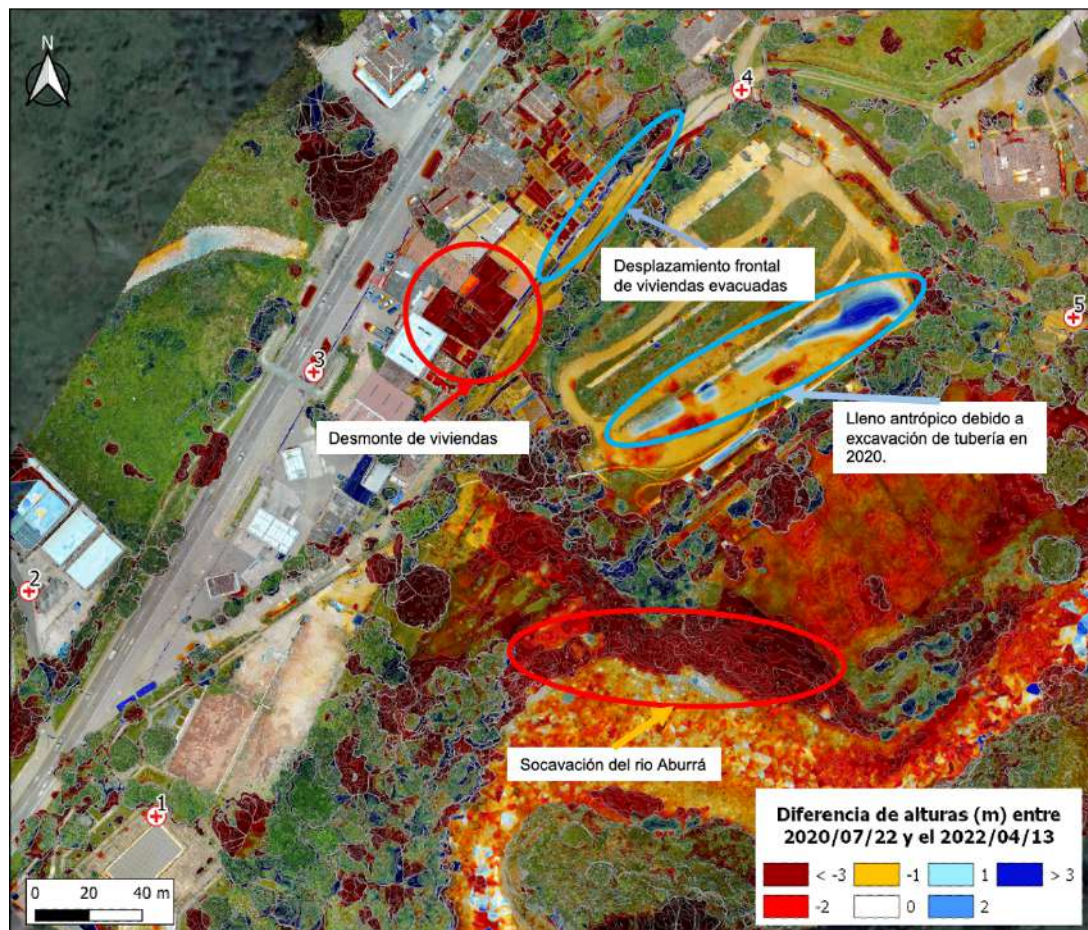 N
4
Desplazamiento frontal
de viviendas evacuadas
5
3
Lleno antrópico debido a
excavación de tubería en
2020.
Desmonte de viviendas
2
Socavación del rio Aburrá
1
Diferencia de alturas (m) entre
2020/07/22 y el 2022/04/13
< -3 -1 1 > 3
-2 0 2
0 20 40 m